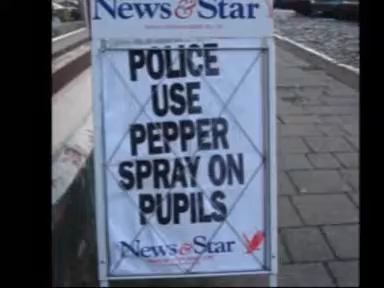 News & Star
POLICE
USE
PEPPER
SPRAY ON
PUPILS
News & Star